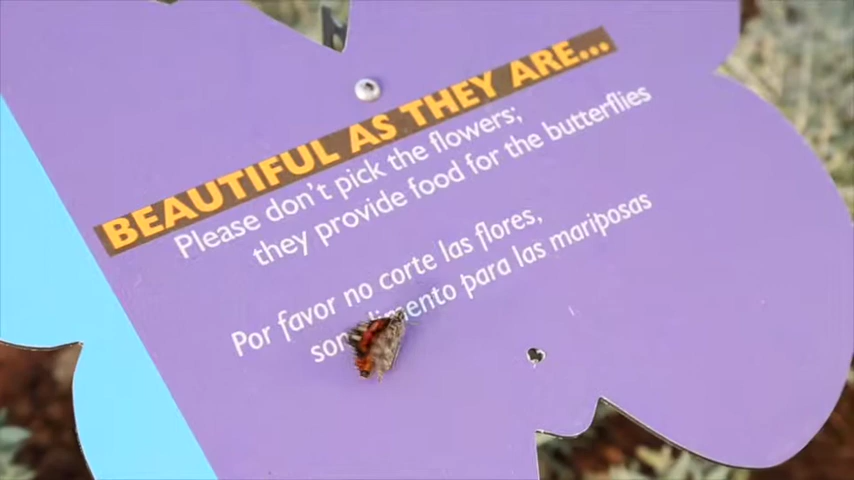 BEAUTIFUL AS THEY ARE...
Please don't pick the flowers;
they provide food for the butterflies
Por favor no corte las flores,
son para las mariposas